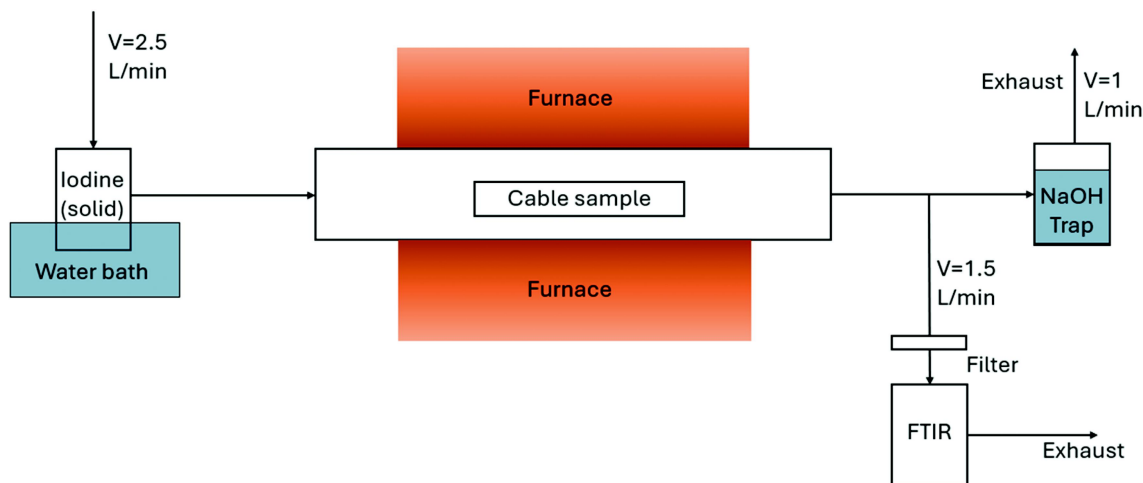 V=2.5
L/min
Iodine
(solid)
Water bath
Furnace
Cable sample
Furnace
Exhaust
V=1
L/min
NaOH
Trap
V=1.5
L/min
Filter
FTIR
Exhaust